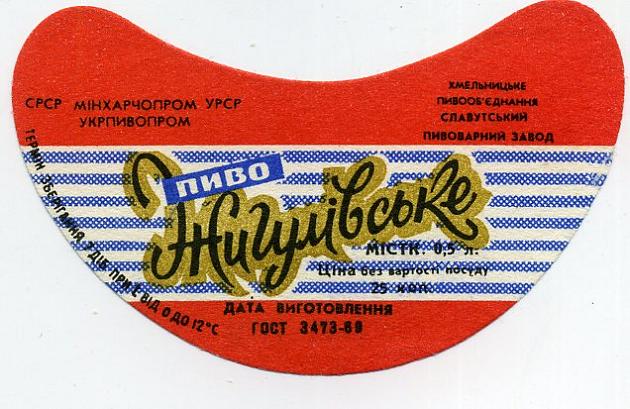 СРСР МІНХАРЧОПРОМ УРСР
УКРПИВОПРОМ
ХМЕЛЬНИЦЬКЕ
ПИВООБ'ЄДНАННЯ
СЛАВУТСЬКИЙ
ПИВОВАРНИЙ ЗАВОД
ТЕРМІН ЗБЕРІГАННЯ 7 ДІБ ПРИ t ВІД 0 ДО 12°С
ПИВО
Жигулівське
МІСТК. 0,5 л.
Ціна без вартості посуду
25 коп.
ДАТА ВИГОТОВЛЕННЯ
ГОСТ 3473-69